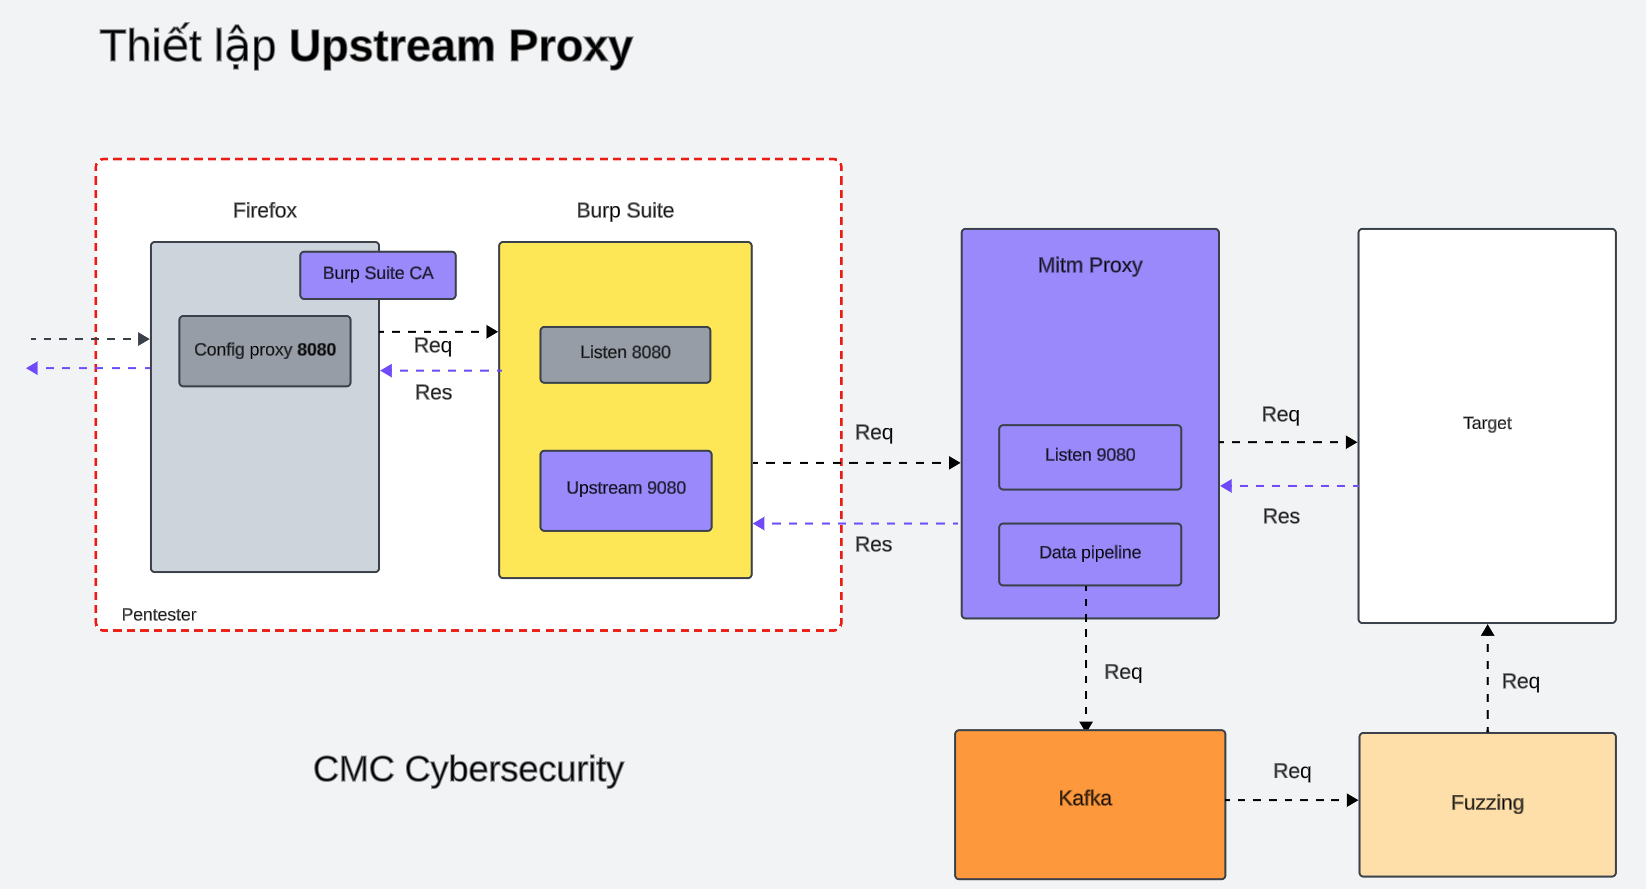 Thiết lập Upstream Proxy
Firefox
Burp Suite
Burp Suite CA
Config proxy 8080
Req
Res
Listen 8080
Upstream 9080
Pentester
Req
Res
Mitm Proxy
Listen 9080
Data pipeline
Req
Res
Target
Req
Req
CMC Cybersecurity
Kafka
Req
Fuzzing